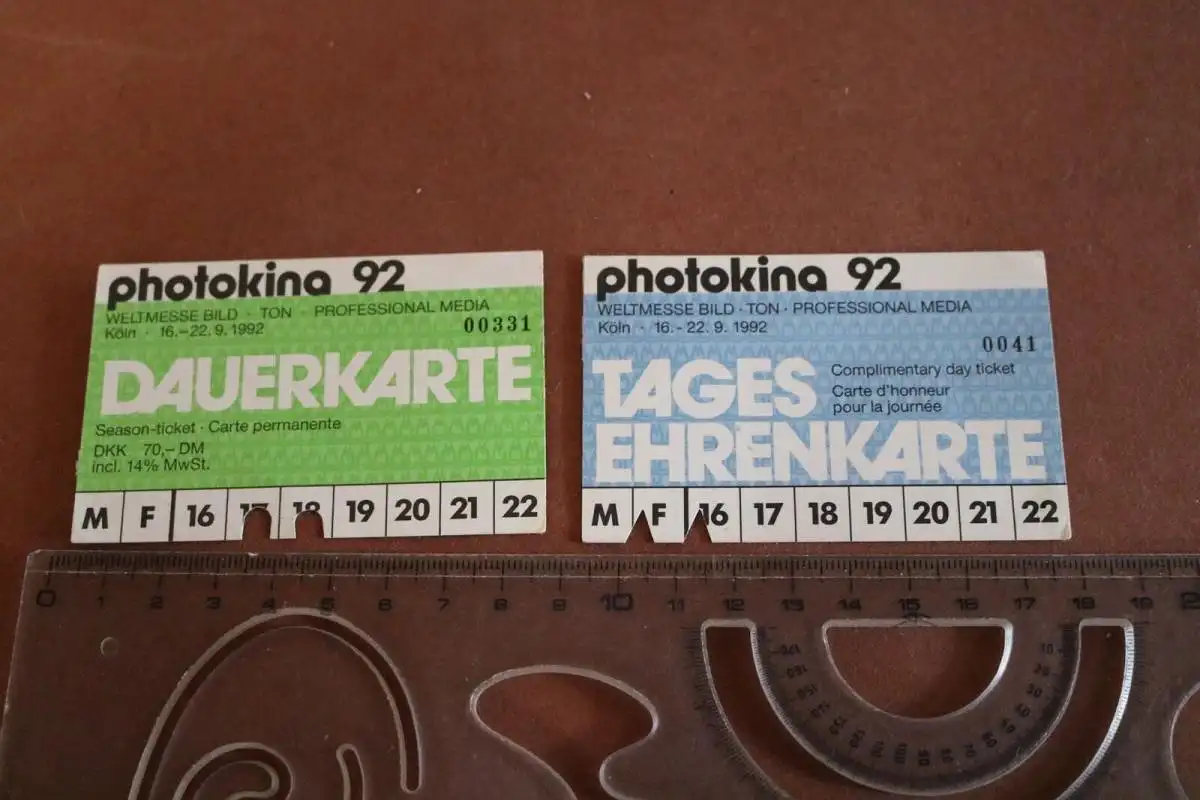 photokina 92
WELTMESSE BILD · TON · PROFESSIONAL MEDIA
Köln · 16.–22. 9. 1992
00331
DAUERKARTE
Season-ticket · Carte permanente
DKK 70,– DM
incl. 14% MwSt.
M F 16 17 18 19 20 21 22
photokina 92
WELTMESSE BILD · TON · PROFESSIONAL MEDIA
Köln · 16.- 22. 9. 1992
0041
TAGES
Complimentary day ticket
Carte d'honneur
pour la journée
EHRENKARTE
M F 16 17 18 19 20 21 22
0 1 2 3 4 5 6 7 8 9 10 11 12 13 14 15 16 17 18 19